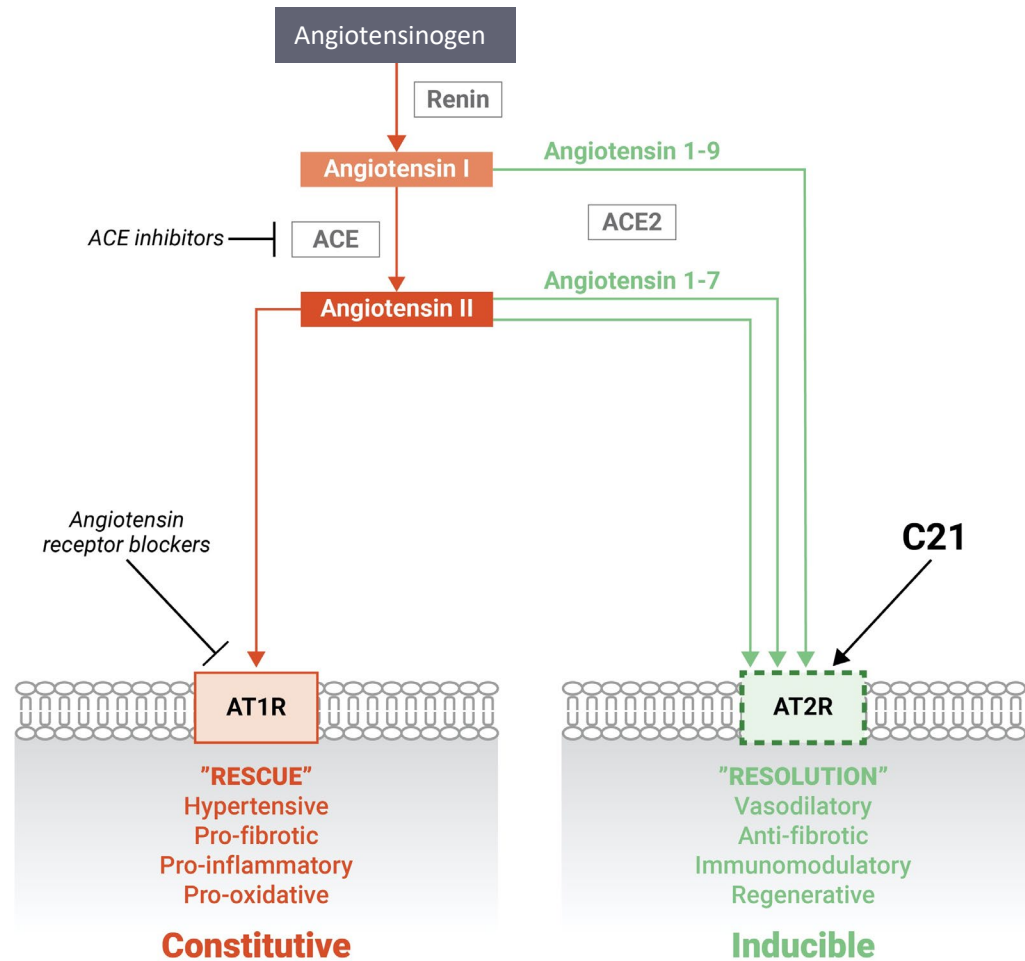 Angiotensinogen
Renin
Angiotensin I
Angiotensin 1-9
ACE inhibitors
ACE
ACE2
Angiotensin II
Angiotensin 1-7
Angiotensin
receptor blockers
C21
AT1R
AT2R
”RESCUE”
Hypertensive
Pro-fibrotic
Pro-inflammatory
Pro-oxidative
Constitutive
”RESOLUTION”
Vasodilatory
Anti-fibrotic
Immunomodulatory
Regenerative
Inducible